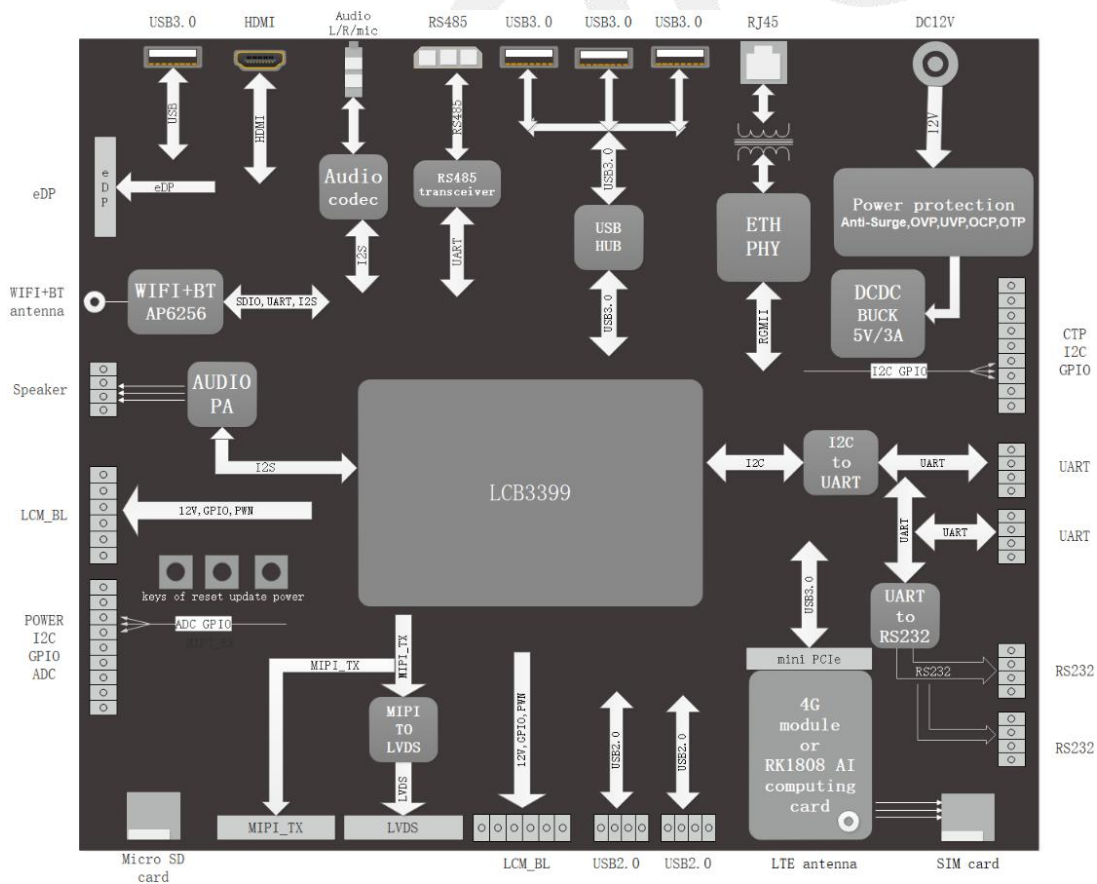 USB3.0
HDMI
Audio
L/R/mic
RS485
USB3.0
USB3.0
USB3.0
RJ45
DC12V
USB
HDMI
RS485
12V
eDP
eDP
eDP
Audio
codec
RS485
transceiver
USB3.0
USB
HUB
ETH
PHY
Power protection
Anti-Surge,OVP,UVP,OCP,OTP
I2S
UART
USB3.0
RGMII
DCDC
BUCK
5V/3A
WIFI+BT
antenna
WIFI+BT
AP6256
SDIO,UART,I2S
CTP
I2C
GPIO
I2C GPIO
Speaker
AUDIO
PA
I2S
LCB3399
I2C
I2C
to
UART
UART
UART
LCM_BL
12V,GPIO,PWN
UART
UART
UART
keys of reset update power
USB3.0
UART
to
RS232
POWER
I2C
GPIO
ADC
ADC GPIO
MIPI_TX
MIPI_TX
mini PCIe
RS232
RS232
MIPI
TO
LVDS
12V,GPIO,PWN
USB2.0
USB2.0
4G
module
or
RK1808 AI
computing
card
RS232
LVDS
MIPI_TX
LVDS
Micro SD
card
LCM_BL
USB2.0
USB2.0
LTE antenna
SIM card